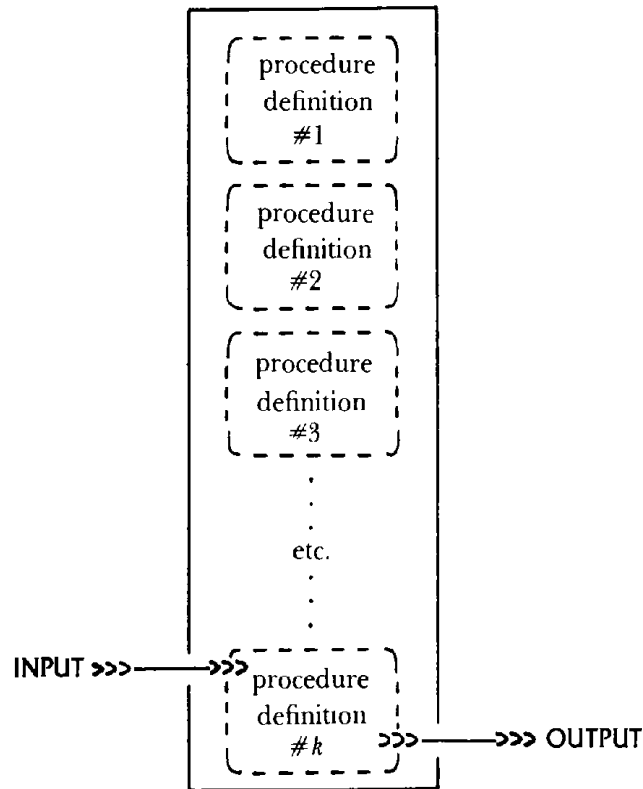 procedure
definition
#1
procedure
definition
#2
procedure
definition
#3
etc.
INPUT >>> >>> procedure
definition
#k >>> >>> OUTPUT